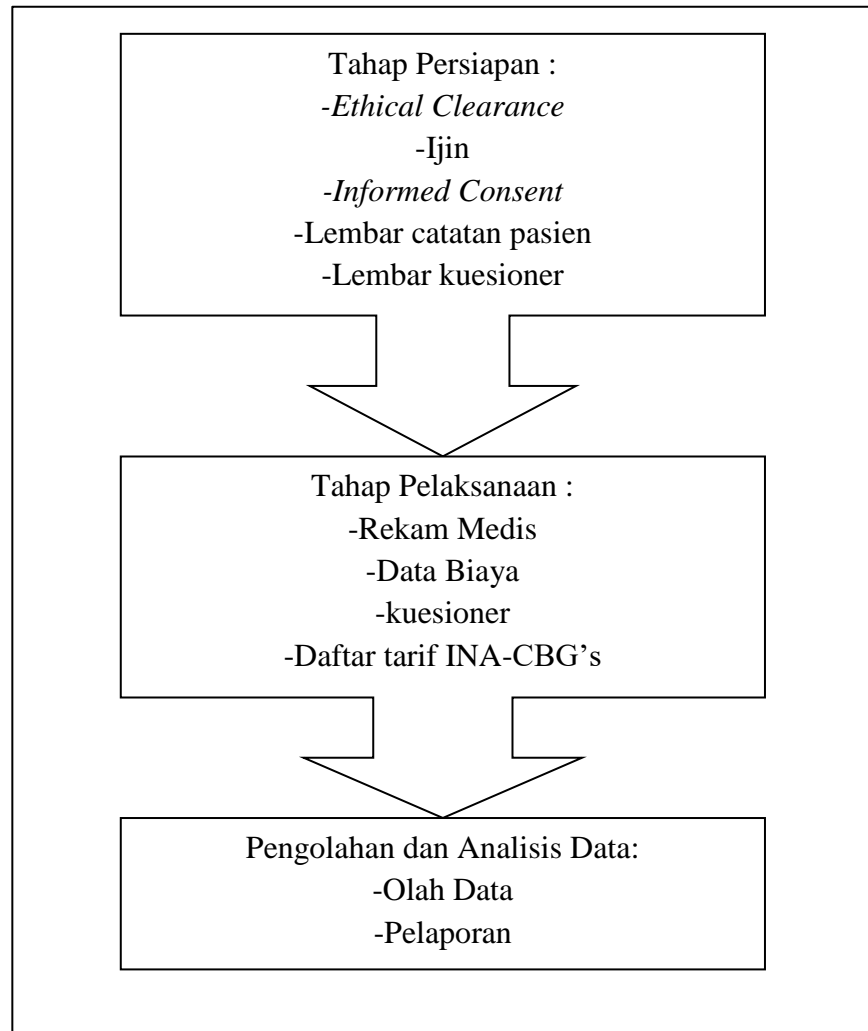 Tahap Persiapan :
-Ethical Clearance
-Ijin
-Informed Consent
-Lembar catatan pasien
-Lembar kuesioner
Tahap Pelaksanaan :
-Rekam Medis
-Data Biaya
-kuesioner
-Daftar tarif INA-CBG’s
Pengolahan dan Analisis Data:
-Olah Data
-Pelaporan